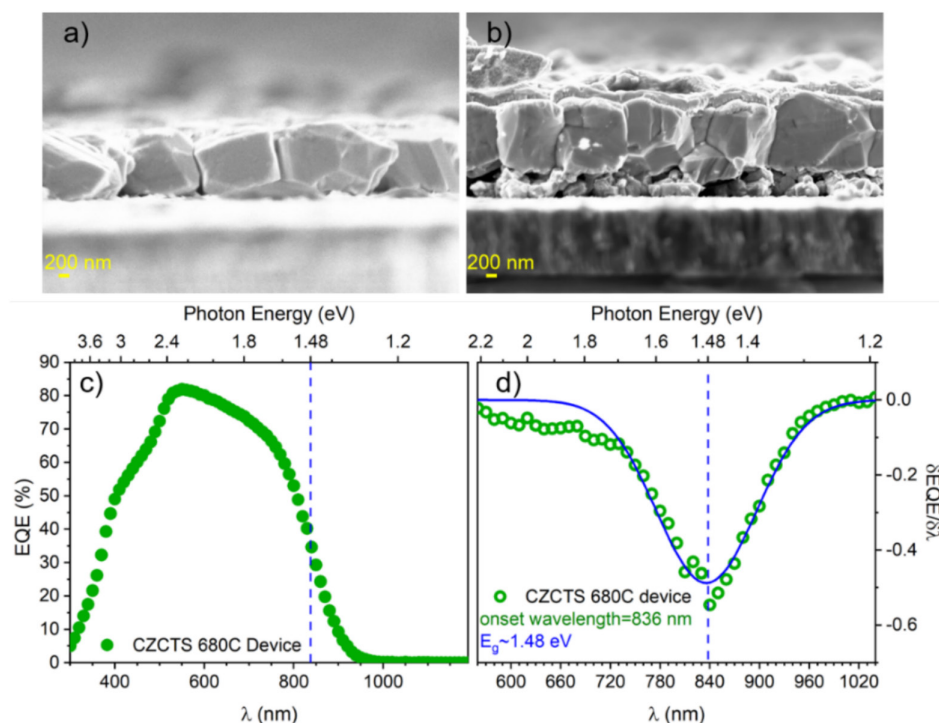 a)
b)
200 nm
200 nm
Photon Energy (eV)
3.6 3 2.4 1.8 1.48 1.2
90
80
70
60
50
40
30
20
10
0
EQE (%)
c)
CZCTS 680C Device
400 600 800 1000
λ (nm)
Photon Energy (eV)
2.2 2 1.8 1.6 1.48 1.4 1.2
d)
0.0
-0.2
-0.4
-0.6
δEQE/δλ
CZCTS 680C device
onset wavelength=836 nm
Eg~1.48 eV
600 660 720 780 840 900 960 1020
λ (nm)